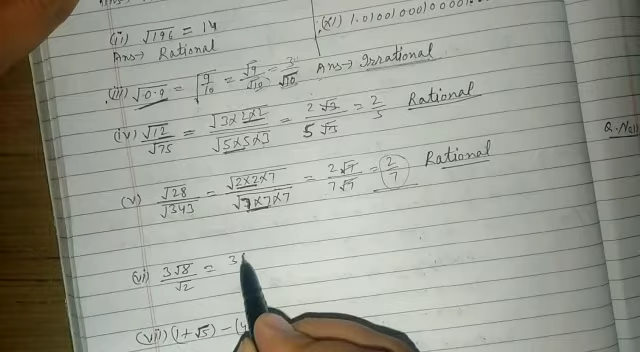 (ii) √196 = 14
Ans→ Rational
(iii) √0.9 = √9/10 = √9/√10 = 3/√10 Ans→ Irrational
(iv) √12/√75 = √3×2×2/√5×5×3 = 2√3/5√3 = 2/5 Rational
(v) √28/√343 = √2×2×7/√7×7×7 = 2√7/7√7 = 2/7 Rational
(vi) 3√8/√2 = 3
(vii) (1+√5) - (4
(xi) 1.01001000100001